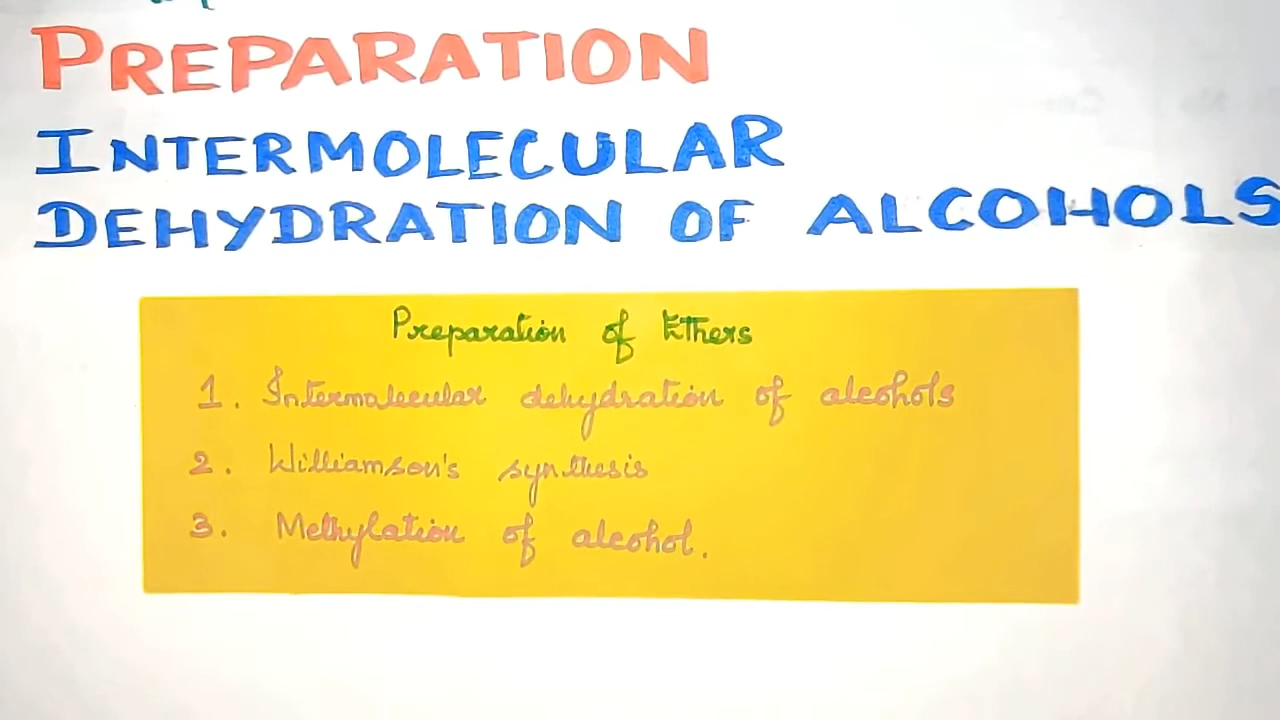 PREPARATION
INTERMOLECULAR
DEHYDRATION OF ALCOHOLS
Preparation of Ethers
1. Intermolecular dehydration of alcohols
2. Williamson's synthesis
3. Methylation of alcohol.